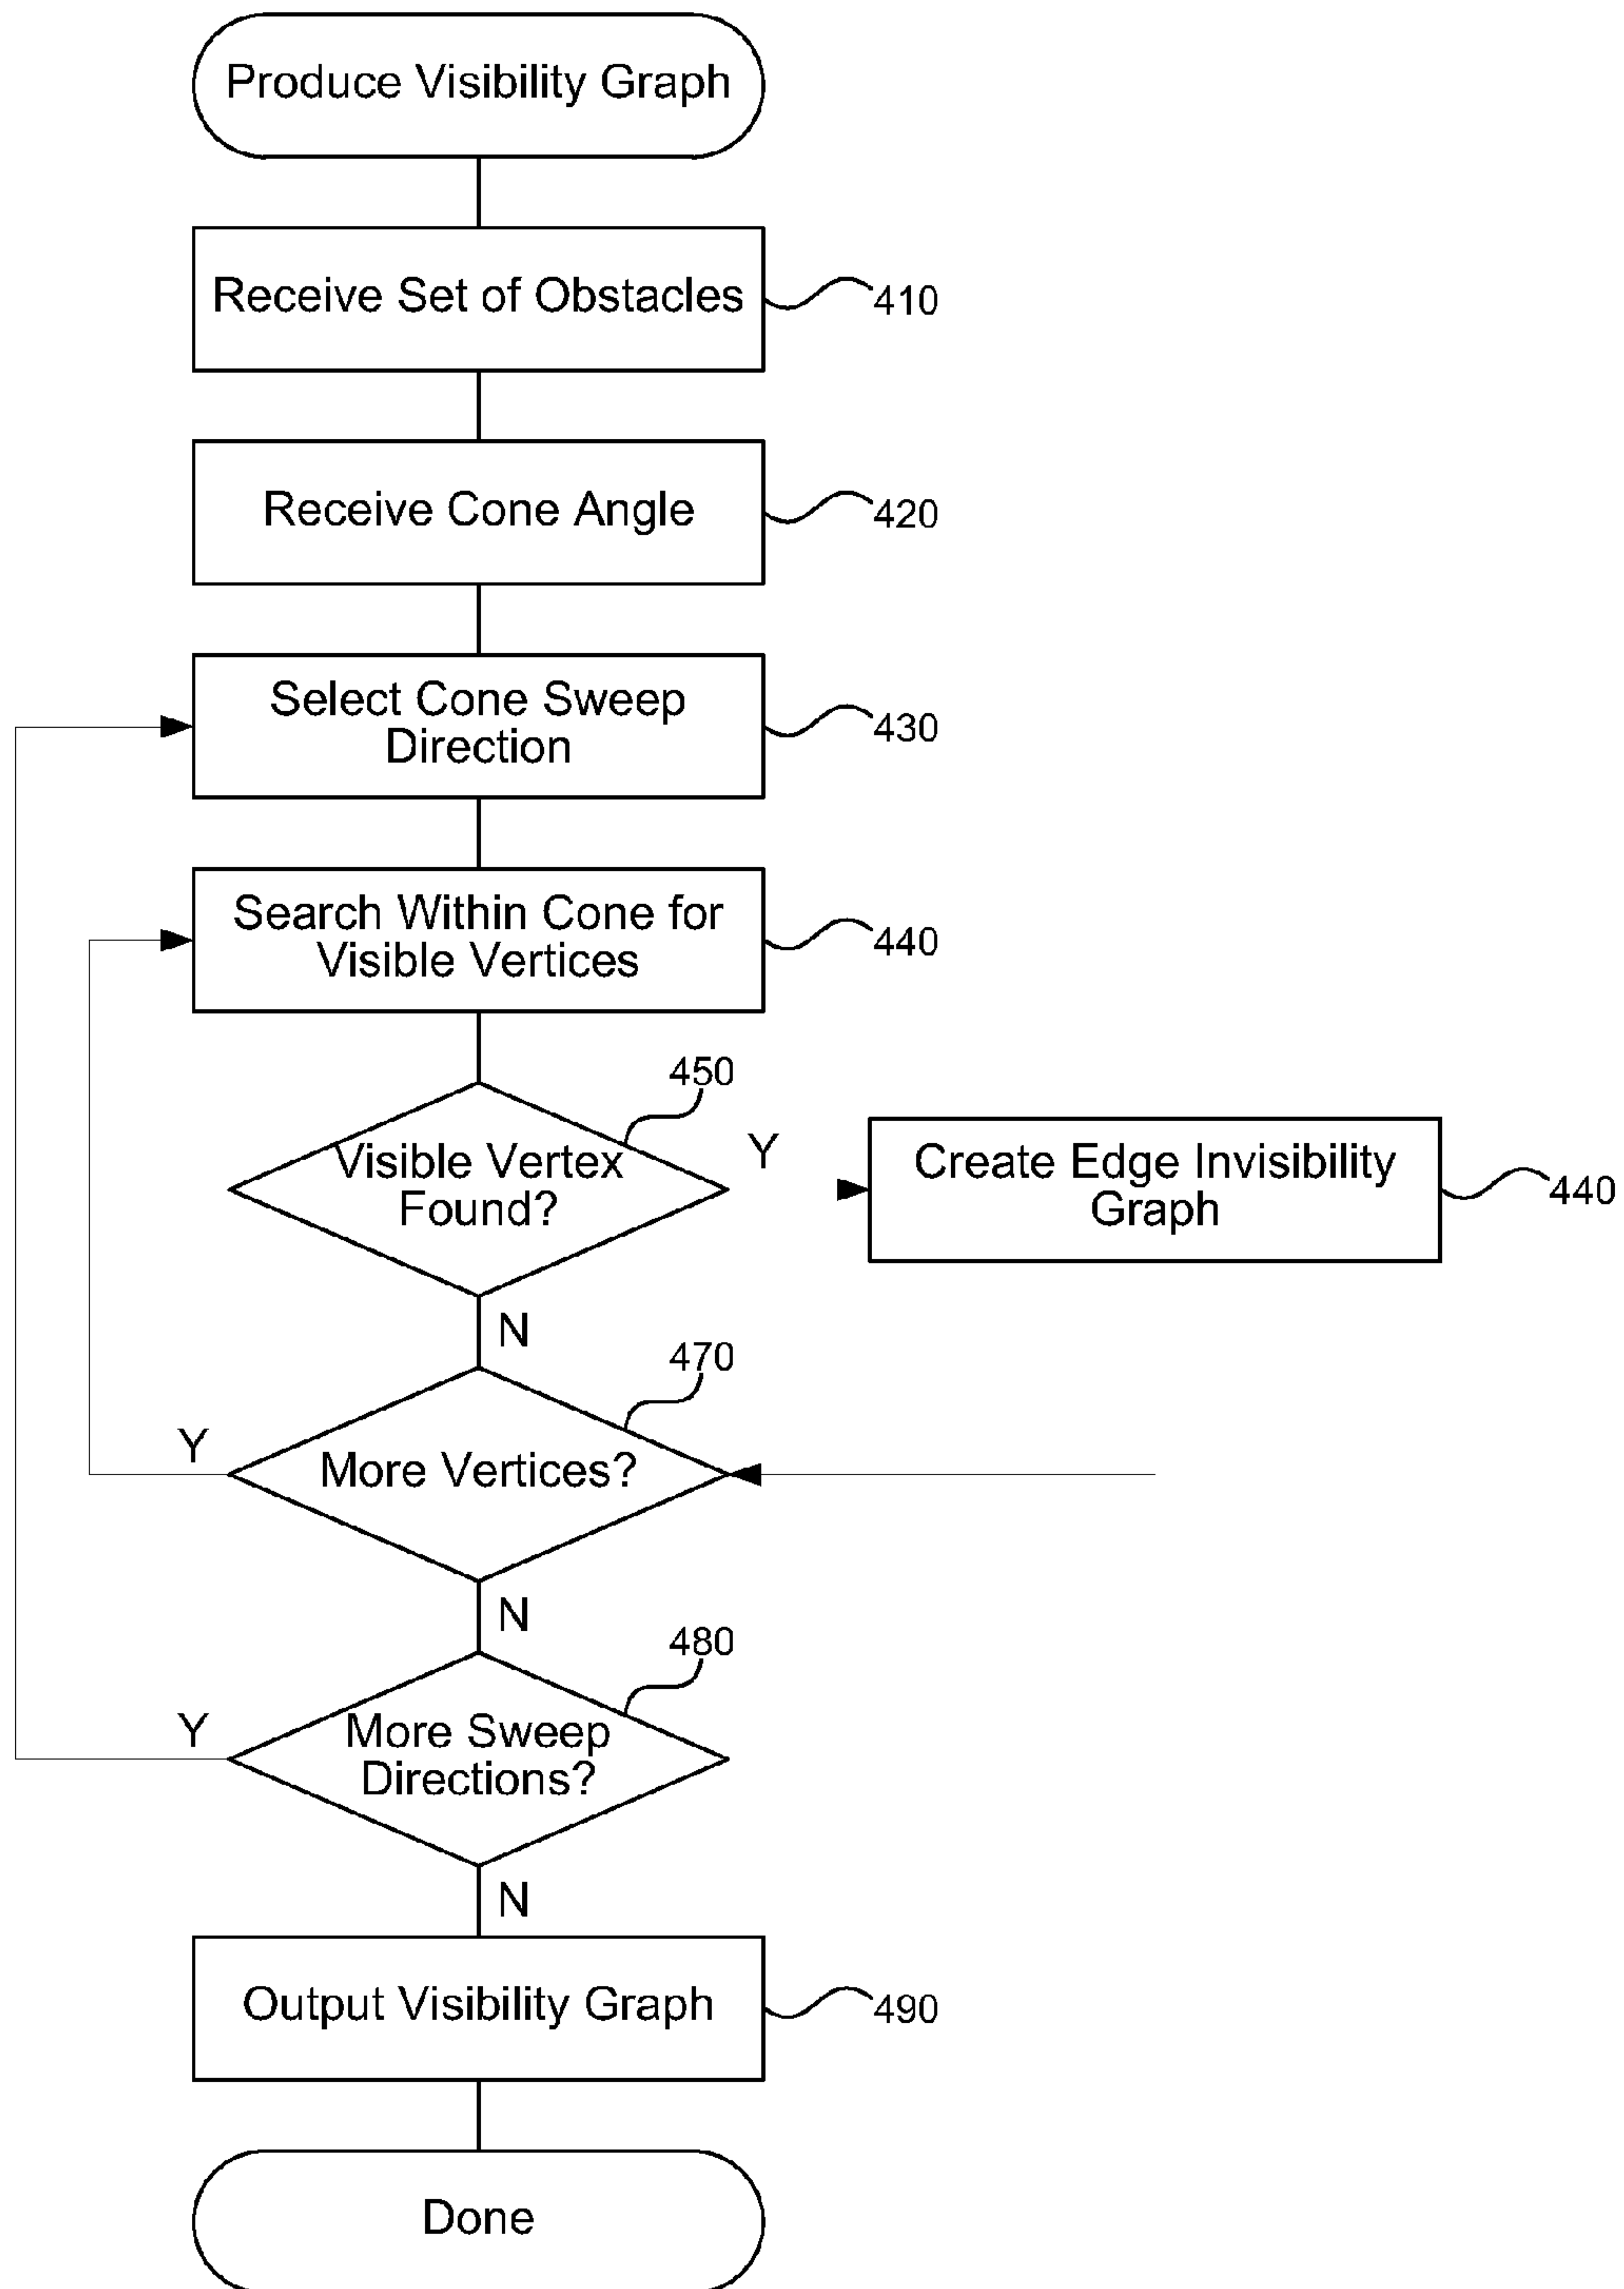 Produce Visibility Graph
Receive Set of Obstacles
410
Receive Cone Angle
420
Select Cone Sweep
Direction
430
Search Within Cone for
Visible Vertices
440
450
Visible Vertex
Found?
Y
Create Edge Invisibility
Graph
440
N
470
Y
More Vertices?
N
480
Y
More Sweep
Directions?
N
Output Visibility Graph
490
Done